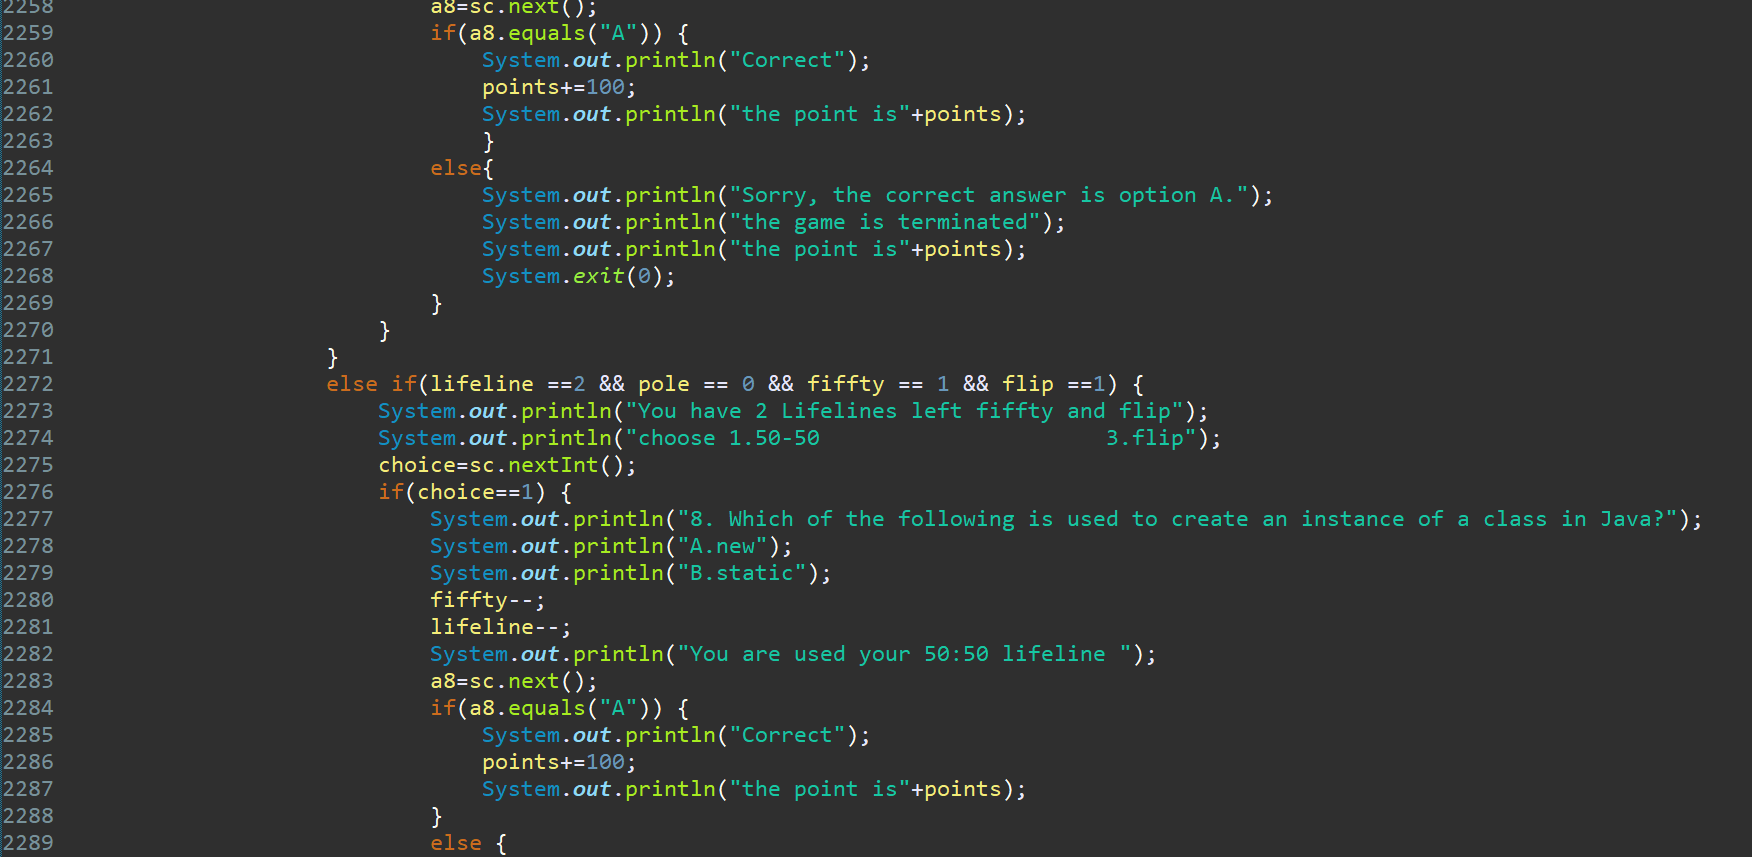 2258 a8=sc.next();
2259 if(a8.equals("A")) {
2260 System.out.println("Correct");
2261 points+=100;
2262 System.out.println("the point is"+points);
2263 }
2264 else{
2265 System.out.println("Sorry, the correct answer is option A.");
2266 System.out.println("the game is terminated");
2267 System.out.println("the point is"+points);
2268 System.exit(0);
2269 }
2270 }
2271 }
2272 else if(lifeline ==2 && pole == 0 && fiffty == 1 && flip ==1) {
2273 System.out.println("You have 2 Lifelines left fiffty and flip");
2274 System.out.println("choose 1.50-50                      3.flip");
2275 choice=sc.nextInt();
2276 if(choice==1) {
2277 System.out.println("8. Which of the following is used to create an instance of a class in Java?");
2278 System.out.println("A.new");
2279 System.out.println("B.static");
2280 fiffty--;
2281 lifeline--;
2282 System.out.println("You are used your 50:50 lifeline ");
2283 a8=sc.next();
2284 if(a8.equals("A")) {
2285 System.out.println("Correct");
2286 points+=100;
2287 System.out.println("the point is"+points);
2288 }
2289 else {